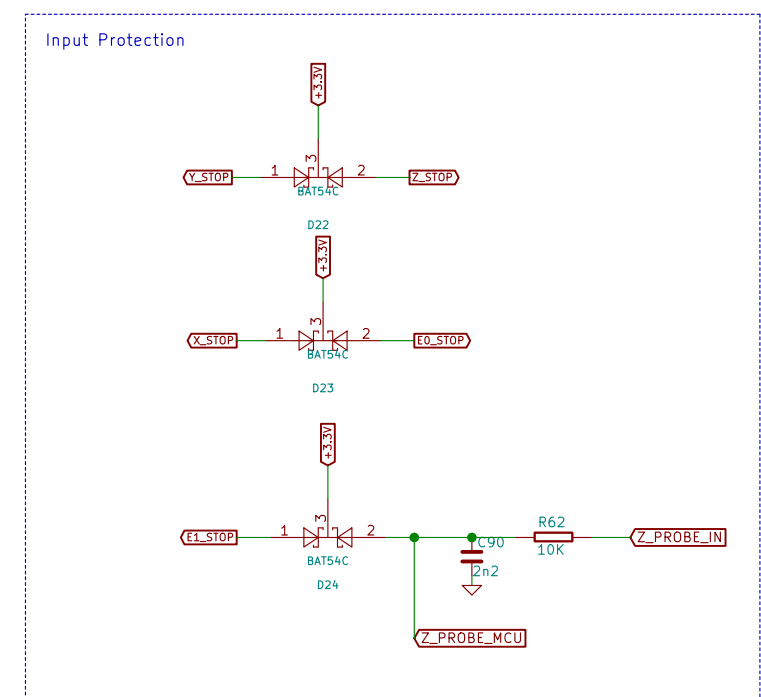 Input Protection
+3.3V
3
Y_STOP
1
2
Z_STOP
BAT54C
D22
+3.3V
3
X_STOP
1
2
E0_STOP
BAT54C
D23
+3.3V
3
E1_STOP
1
2
R62
Z_PROBE_IN
C90
10K
BAT54C
2n2
D24
Z_PROBE_MCU